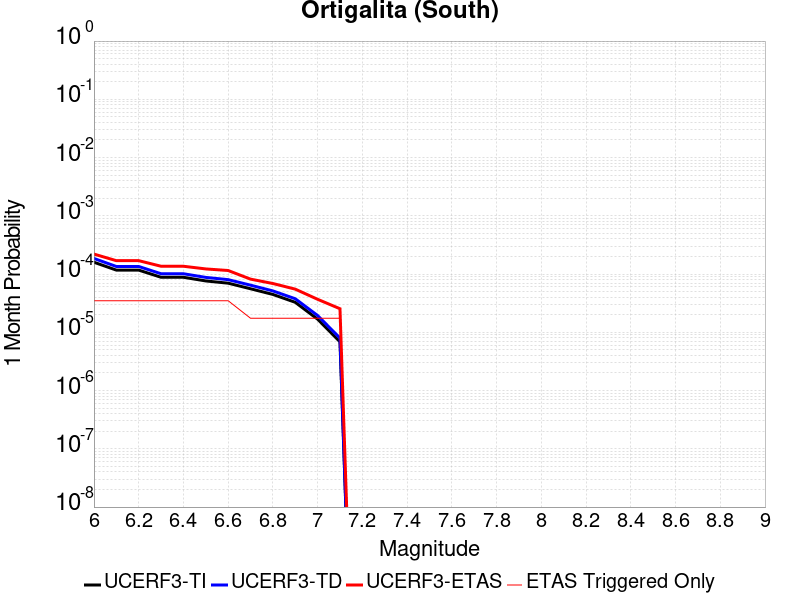 Ortigalita (South)
10^0
10^-1
10^-2
10^-3
10^-4
10^-5
10^-6
10^-7
10^-8
1 Month Probability
6 6.2 6.4 6.6 6.8 7 7.2 7.4 7.6 7.8 8 8.2 8.4 8.6 8.8 9
Magnitude
UCERF3-TI UCERF3-TD UCERF3-ETAS ETAS Triggered Only